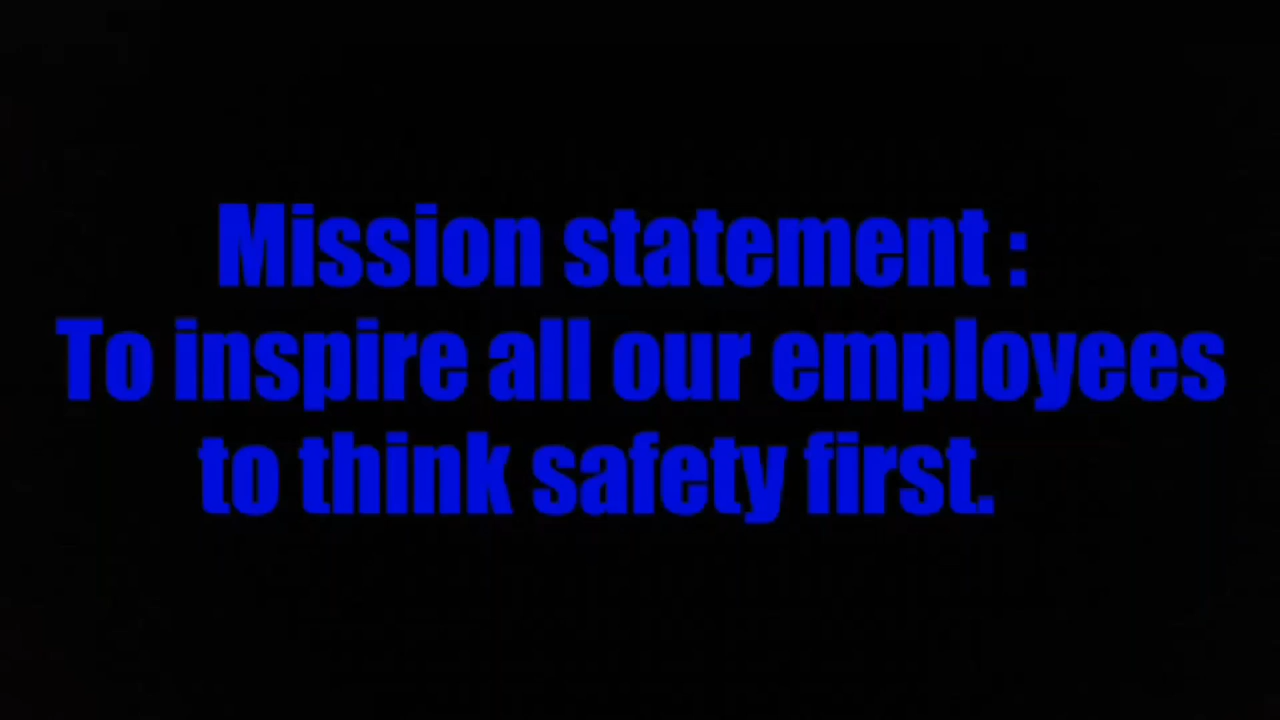 Mission statement :
To inspire all our employees
to think safety first.